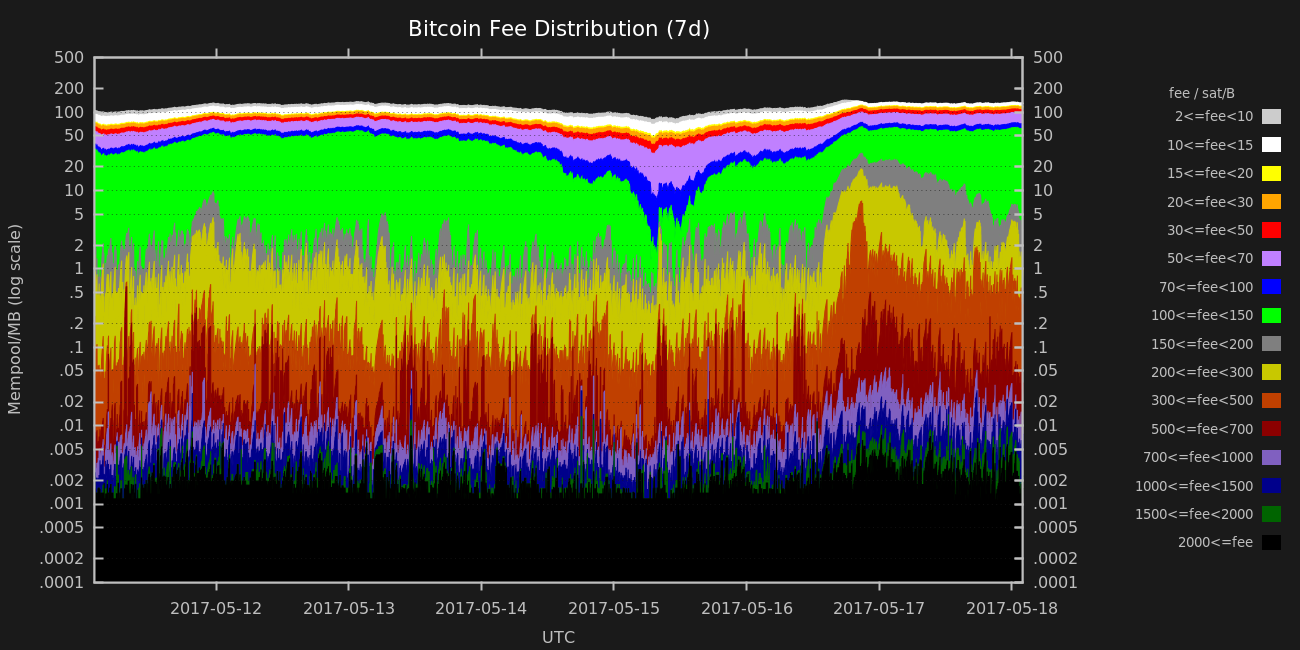 Bitcoin Fee Distribution (7d)
500
200
100
50
20
10
5
2
1
.5
.2
.1
.05
.02
.01
.005
.002
.001
.0005
.0002
.0001
Mempool/MB (log scale)
500
200
100
50
20
10
5
2
1
.5
.2
.1
.05
.02
.01
.005
.002
.001
.0005
.0002
.0001
fee / sat/B
2<=fee<10
10<=fee<15
15<=fee<20
20<=fee<30
30<=fee<50
50<=fee<70
70<=fee<100
100<=fee<150
150<=fee<200
200<=fee<300
300<=fee<500
500<=fee<700
700<=fee<1000
1000<=fee<1500
1500<=fee<2000
2000<=fee
2017-05-12 2017-05-13 2017-05-14 2017-05-15 2017-05-16 2017-05-17 2017-05-18
UTC